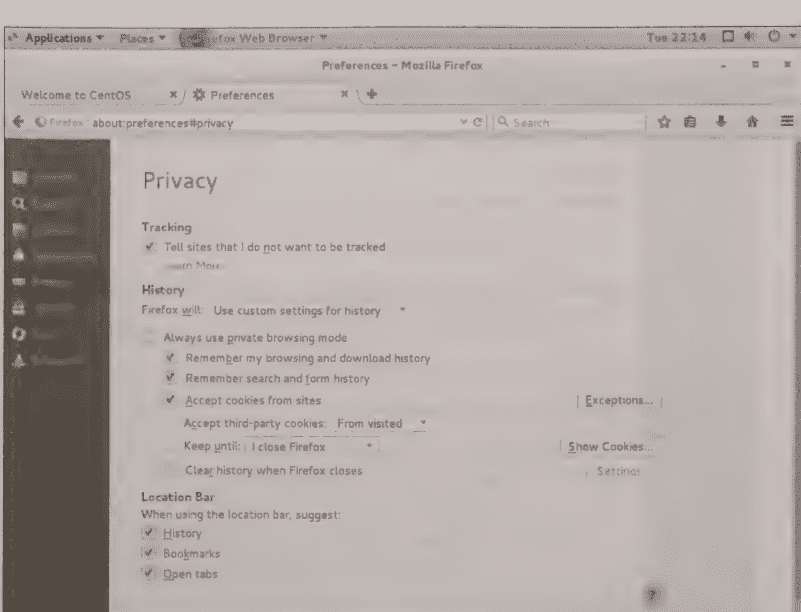 Applications Places Firefox Web Browser Tue 22:14
Preferences - Mozilla Firefox
Welcome to CentOS Preferences
Firefox about:preferences#privacy Search
Privacy
Tracking
Tell sites that I do not want to be tracked
Learn More
History
Firefox will: Use custom settings for history
Always use private browsing mode
Remember my browsing and download history
Remember search and form history
Accept cookies from sites Exceptions...
Accept third-party cookies: From visited
Keep until: I close Firefox Show Cookies...
Clear history when Firefox closes Settings
Location Bar
When using the location bar, suggest:
History
Bookmarks
Open tabs
?